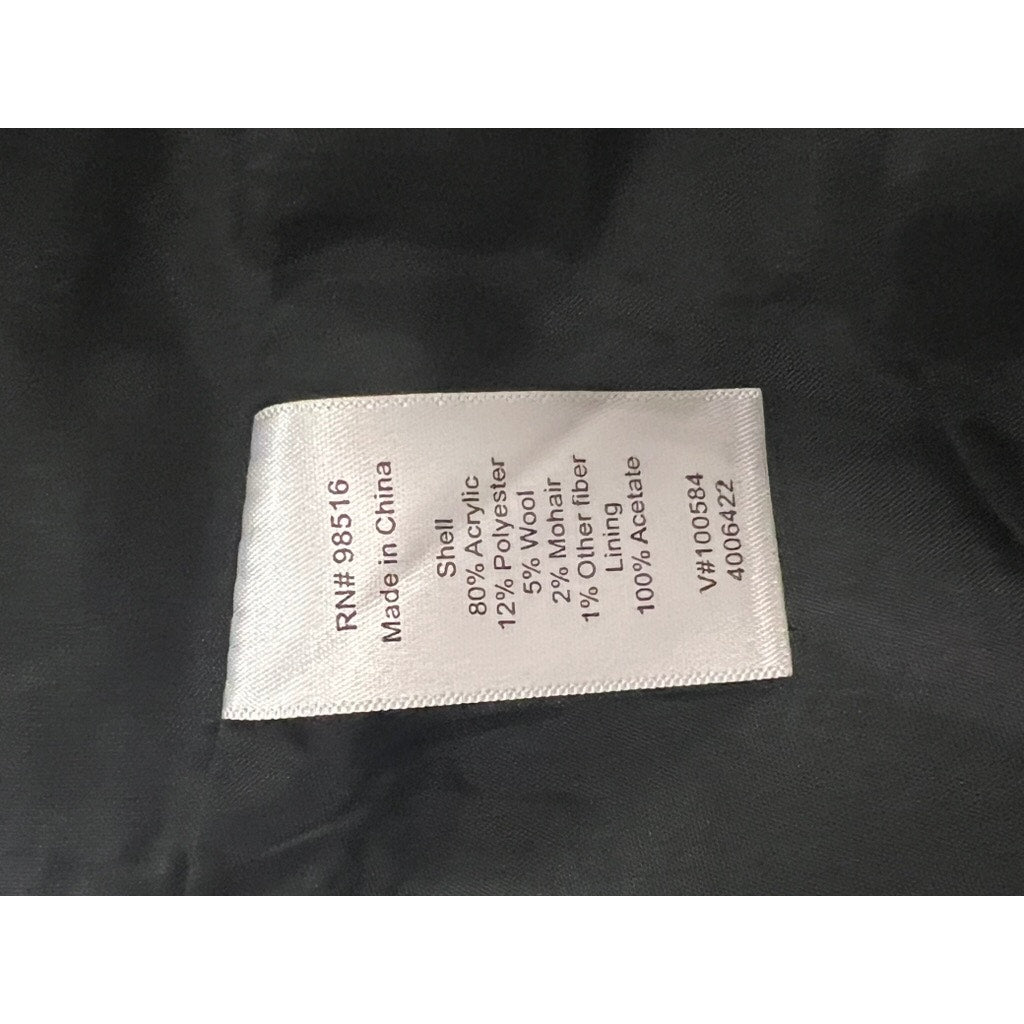 RN# 98516
Made in China
Shell
80% Acrylic
12% Polyester
5% Wool
2% Mohair
1% Other fiber
Lining
100% Acetate
V#100584
4006422